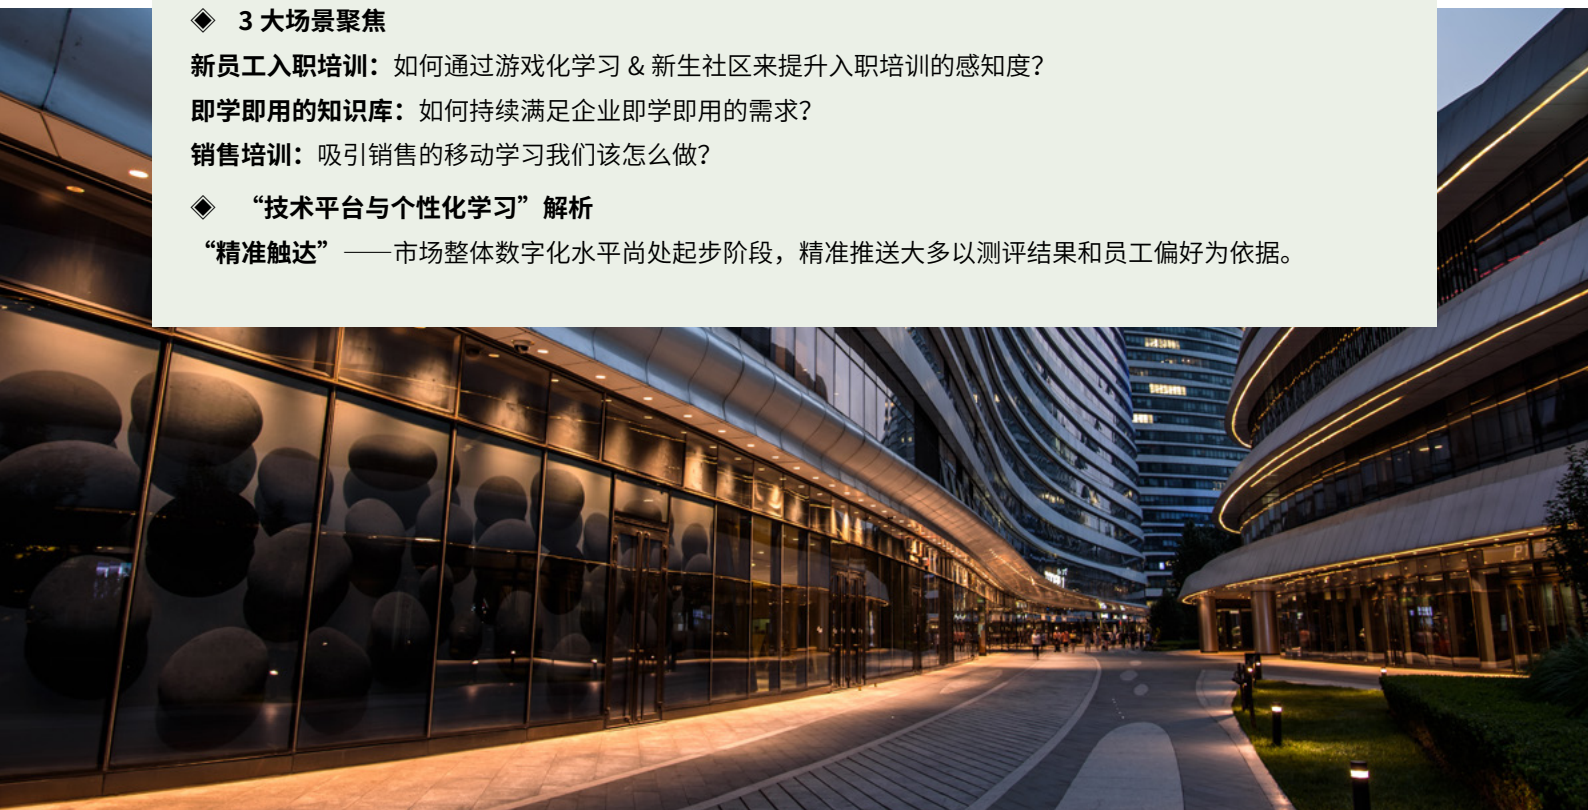 ◈ 3 大场景聚焦
新员工入职培训：如何通过游戏化学习 & 新生社区来提升入职培训的感知度？
即学即用的知识库：如何持续满足企业即学即用的需求？
销售培训：吸引销售的移动学习我们该怎么做？
◈ “技术平台与个性化学习”解析
“精准触达”——市场整体数字化水平尚处起步阶段，精准推送大多以测评结果和员工偏好为依据。